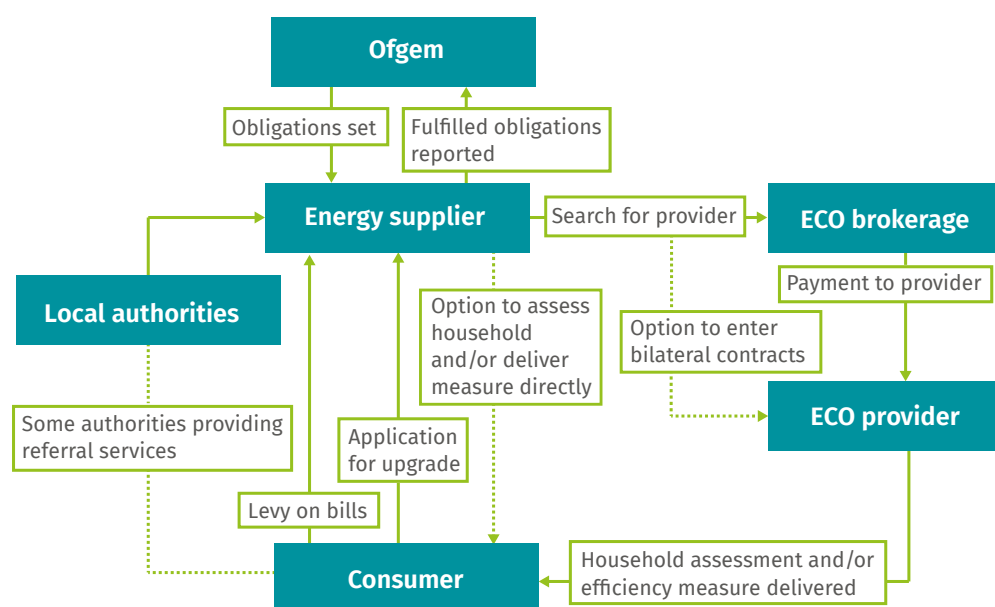 Ofgem
Obligations set
Fulfilled obligations
reported
Energy supplier
Search for provider
ECO brokerage
Payment to provider
Local authorities
Option to assess
household
and/or deliver
measure directly
Option to enter
bilateral contracts
ECO provider
Some authorities providing
referral services
Application
for upgrade
Levy on bills
Household assessment and/or
efficiency measure delivered
Consumer